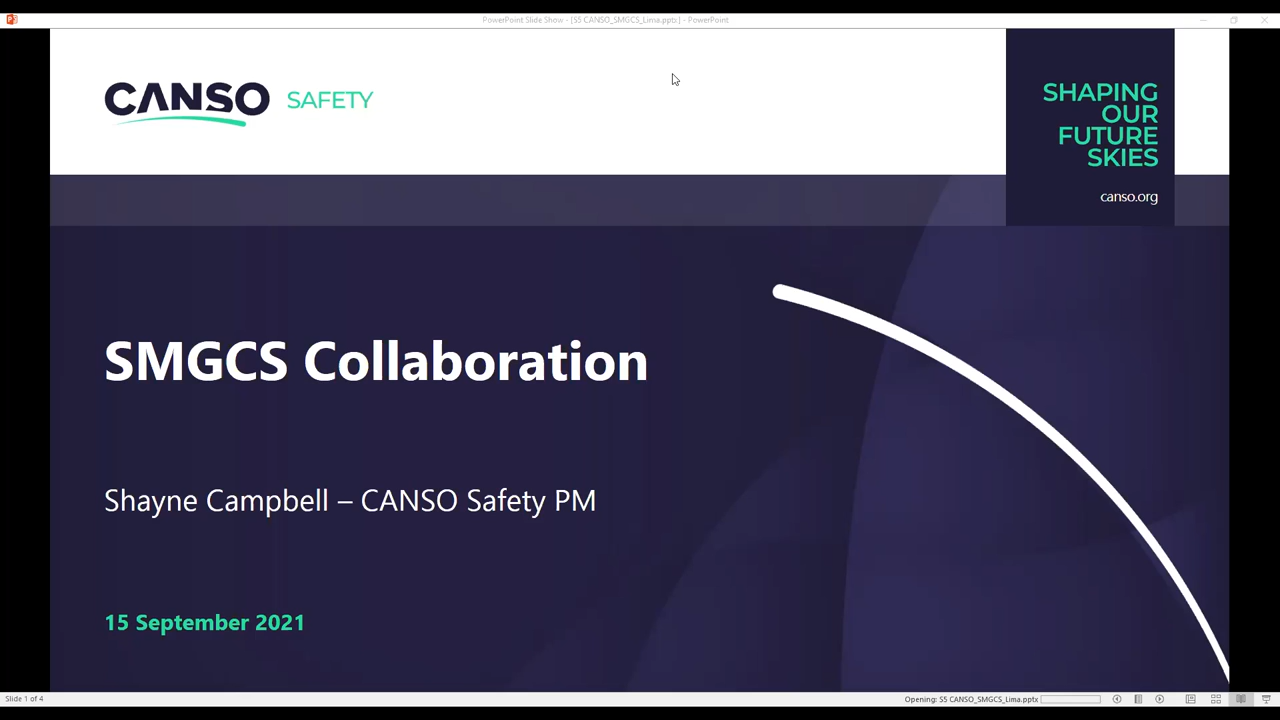 PowerPoint Slide Show - [S5 CANSO_SMGCS_Lima.pptx] - PowerPoint
CANSO SAFETY
SHAPING
OUR
FUTURE
SKIES
canso.org
SMGCS Collaboration
Shayne Campbell – CANSO Safety PM
15 September 2021
Slide 1 of 4
Opening: S5 CANSO_SMGCS_Lima.pptx